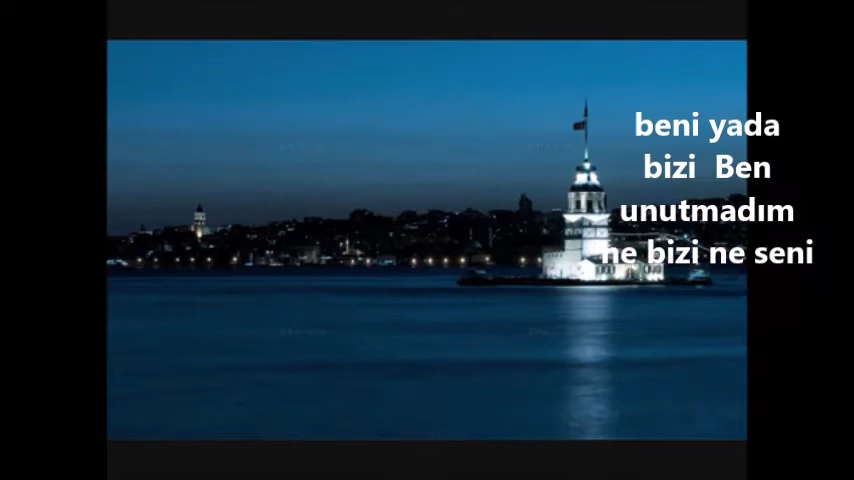 beni yada
bizi  Ben
unutmadım
ne bizi ne seni